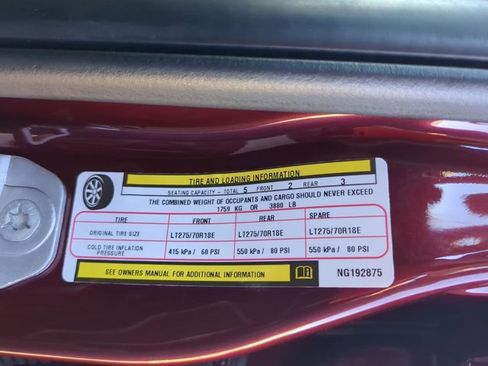 TIRE AND LOADING INFORMATION
SEATING CAPACITY - TOTAL 5 FRONT 2 REAR 3
THE COMBINED WEIGHT OF OCCUPANTS AND CARGO SHOULD NEVER EXCEED
1759 KG OR 3880 LB
TIRE FRONT REAR SPARE
ORIGINAL TIRE SIZE LT275/70R18E LT275/70R18E LT275/70R18E
COLD TIRE INFLATION PRESSURE 415 kPa / 60 PSI 550 kPa / 80 PSI 550 kPa / 80 PSI
SEE OWNERS MANUAL FOR ADDITIONAL INFORMATION
NG192875